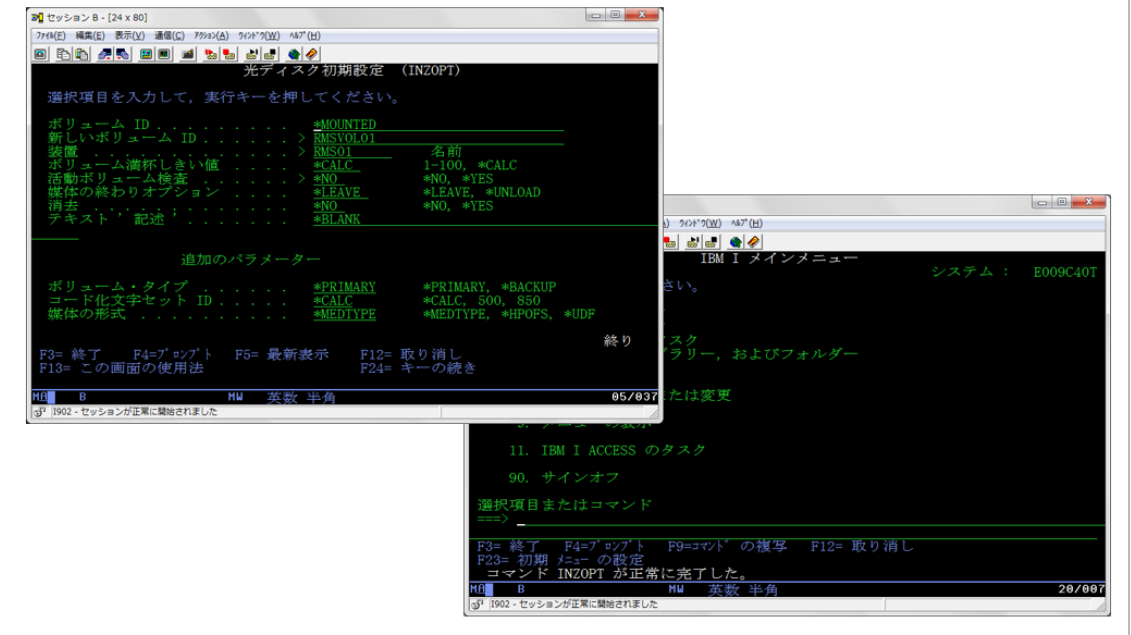 セッション B - [24 x 80]
ファイル(F) 編集(E) 表示(V) 通信(C) アクション(A) ウィンドウ(W) ヘルプ(H)
光ディスク初期設定 (INZOPT)
選択項目を入力して，実行キーを押してください。
ボリューム ID . . . . . . . . . *MOUNTED
新しいボリューム ID . . . . . . > RMSVOL01
装置 . . . . . . . . . . . . . > RMS01 名前
ボリューム満杯しきい値 . . . . . *CALC 1-100, *CALC
活動ボリューム検査 . . . . . . > *NO *NO, *YES
媒体の終わりオプション . . . . . *LEAVE *LEAVE, *UNLOAD
消去 . . . . . . . . . . . . . *NO *NO, *YES
テキスト ' 記述 ' . . . . . . . *BLANK
追加のパラメーター
ボリューム・タイプ . . . . . . . *PRIMARY *PRIMARY, *BACKUP
コード化文字セット ID . . . . . *CALC *CALC, 500, 850
媒体の形式 . . . . . . . . . . *MEDTYPE *MEDTYPE, *HPOFS, *UDF
終り
F3= 終了 F4=プロンプト F5= 最新表示 F12= 取り消し
F13= この画面の使用法 F24= キーの続き
MA B MW 英数 半角 05/037
I902 - セッションが正常に開始されました
ウィンドウ(W) ヘルプ(H)
IBM I メインメニュー
システム : E009C40T
さい。
スク
ブラリー，およびフォルダー
たは変更
11. IBM I ACCESS のタスク
90. サインオフ
選択項目またはコマンド
===>
F3= 終了 F4=プロンプト F9=コマンド の複写 F12= 取り消し
F23= 初期 メニュー の設定
コマンド INZOPT が正常に完了した。
MA B MW 英数 半角 20/007
I902 - セッションが正常に開始されました